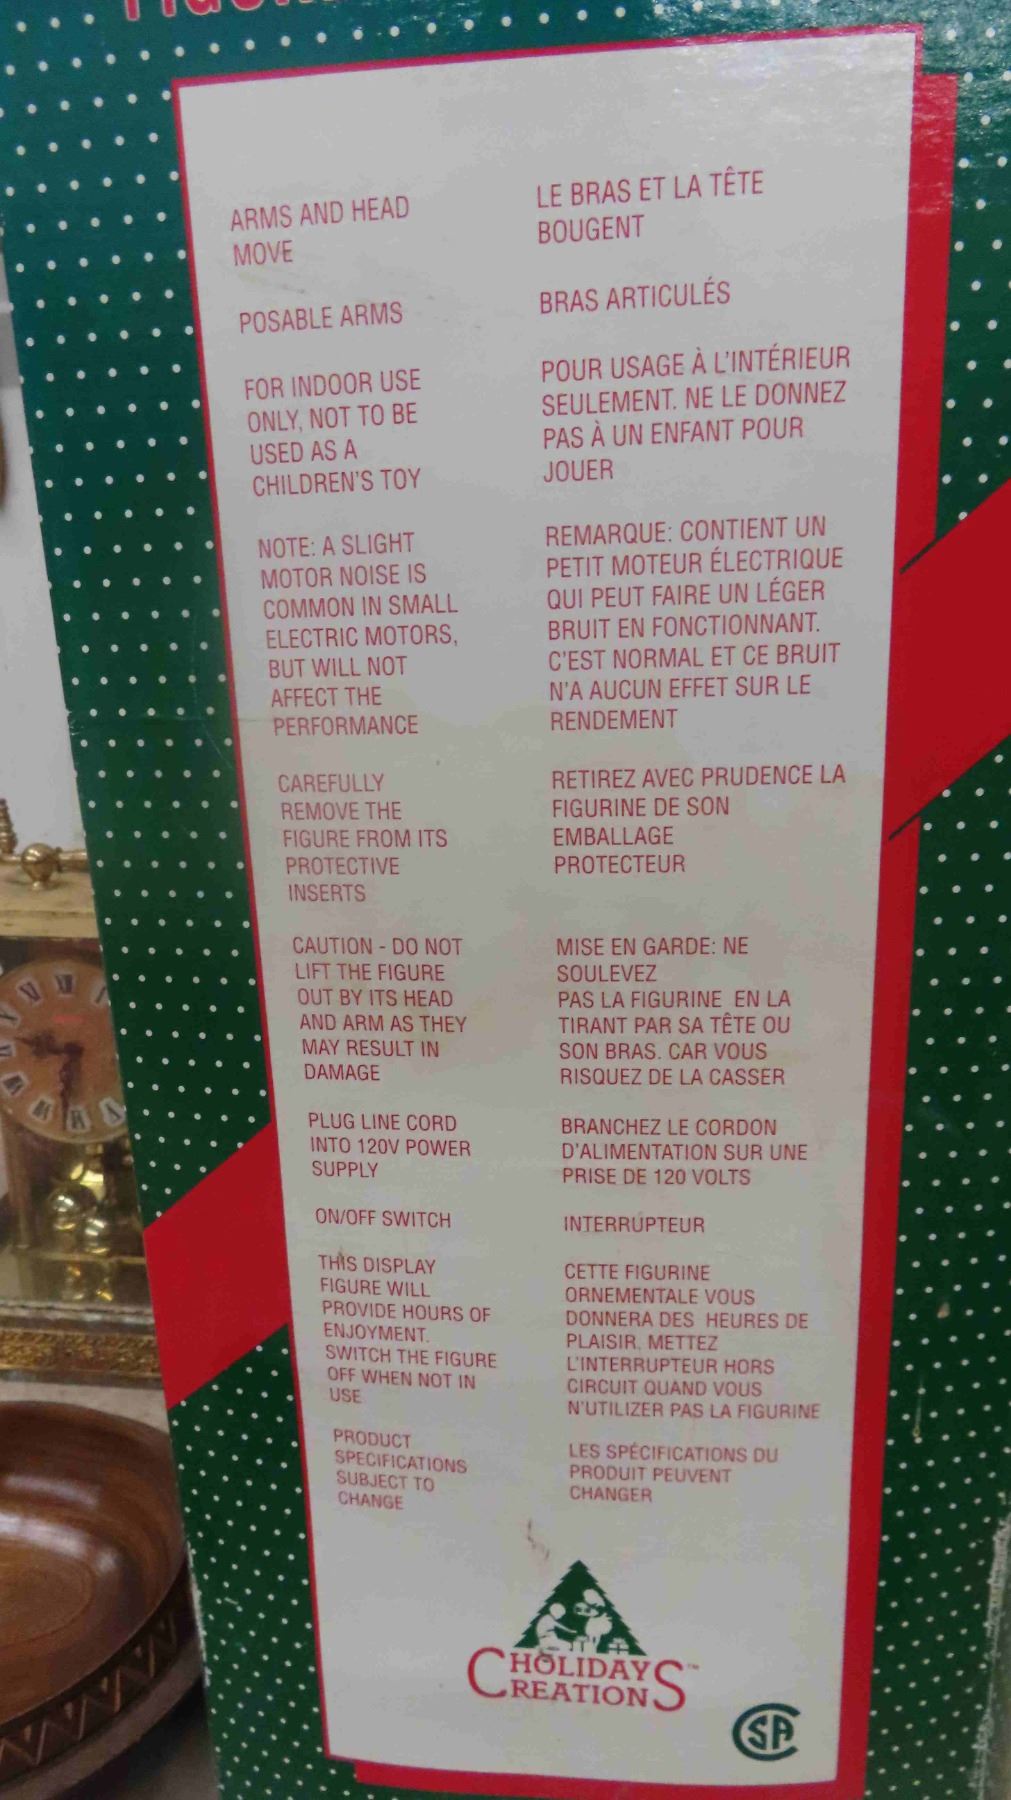 ARMS AND HEAD
MOVE
POSABLE ARMS
FOR INDOOR USE
ONLY, NOT TO BE
USED AS A
CHILDREN'S TOY
NOTE: A SLIGHT
MOTOR NOISE IS
COMMON IN SMALL
ELECTRIC MOTORS,
BUT WILL NOT
AFFECT THE
PERFORMANCE
CAREFULLY
REMOVE THE
FIGURE FROM ITS
PROTECTIVE
INSERTS
CAUTION - DO NOT
LIFT THE FIGURE
OUT BY ITS HEAD
AND ARM AS THEY
MAY RESULT IN
DAMAGE
PLUG LINE CORD
INTO 120V POWER
SUPPLY
ON/OFF SWITCH
THIS DISPLAY
FIGURE WILL
PROVIDE HOURS OF
ENJOYMENT.
SWITCH THE FIGURE
OFF WHEN NOT IN
USE
PRODUCT
SPECIFICATIONS
SUBJECT TO
CHANGE
LE BRAS ET LA TÊTE
BOUGENT
BRAS ARTICULÉS
POUR USAGE À L'INTÉRIEUR
SEULEMENT. NE LE DONNEZ
PAS À UN ENFANT POUR
JOUER
REMARQUE: CONTIENT UN
PETIT MOTEUR ÉLECTRIQUE
QUI PEUT FAIRE UN LÉGER
BRUIT EN FONCTIONNANT.
C'EST NORMAL ET CE BRUIT
N'A AUCUN EFFET SUR LE
RENDEMENT
RETIREZ AVEC PRUDENCE LA
FIGURINE DE SON
EMBALLAGE
PROTECTEUR
MISE EN GARDE: NE
SOULEVEZ
PAS LA FIGURINE EN LA
TIRANT PAR SA TÊTE OU
SON BRAS. CAR VOUS
RISQUEZ DE LA CASSER
BRANCHEZ LE CORDON
D'ALIMENTATION SUR UNE
PRISE DE 120 VOLTS
INTERRUPTEUR
CETTE FIGURINE
ORNEMENTALE VOUS
DONNERA DES HEURES DE
PLAISIR. METTEZ
L'INTERRUPTEUR HORS
CIRCUIT QUAND VOUS
N'UTILIZER PAS LA FIGURINE
LES SPÉCIFICATIONS DU
PRODUIT PEUVENT
CHANGER
HOLIDAY
CREATIONS™
CSA